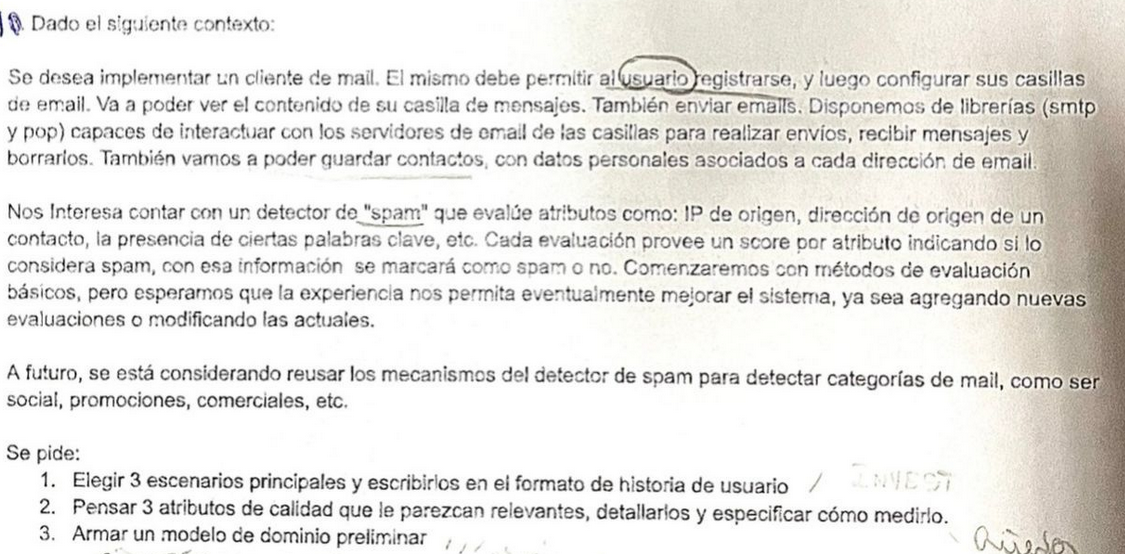 Dado el siguiente contexto:
Se desea implementar un cliente de mail. El mismo debe permitir al usuario registrarse, y luego configurar sus casillas
de email. Va a poder ver el contenido de su casilla de mensajes. También enviar emails. Disponemos de librerías (smtp
y pop) capaces de interactuar con los servidores de email de las casillas para realizar envíos, recibir mensajes y
borrarlos. También vamos a poder guardar contactos, con datos personales asociados a cada dirección de email.
Nos Interesa contar con un detector de "spam" que evalúe atributos como: IP de origen, dirección de origen de un
contacto, la presencia de ciertas palabras clave, etc. Cada evaluación provee un score por atributo indicando si lo
considera spam, con esa información se marcará como spam o no. Comenzaremos con métodos de evaluación
básicos, pero esperamos que la experiencia nos permita eventualmente mejorar el sistema, ya sea agregando nuevas
evaluaciones o modificando las actuales.
A futuro, se está considerando reusar los mecanismos del detector de spam para detectar categorías de mail, como ser
social, promociones, comerciales, etc.
Se pide:
1. Elegir 3 escenarios principales y escribirlos en el formato de historia de usuario / INVEST
2. Pensar 3 atributos de calidad que le parezcan relevantes, detallarlos y especificar cómo medirlo.
3. Armar un modelo de dominio preliminar